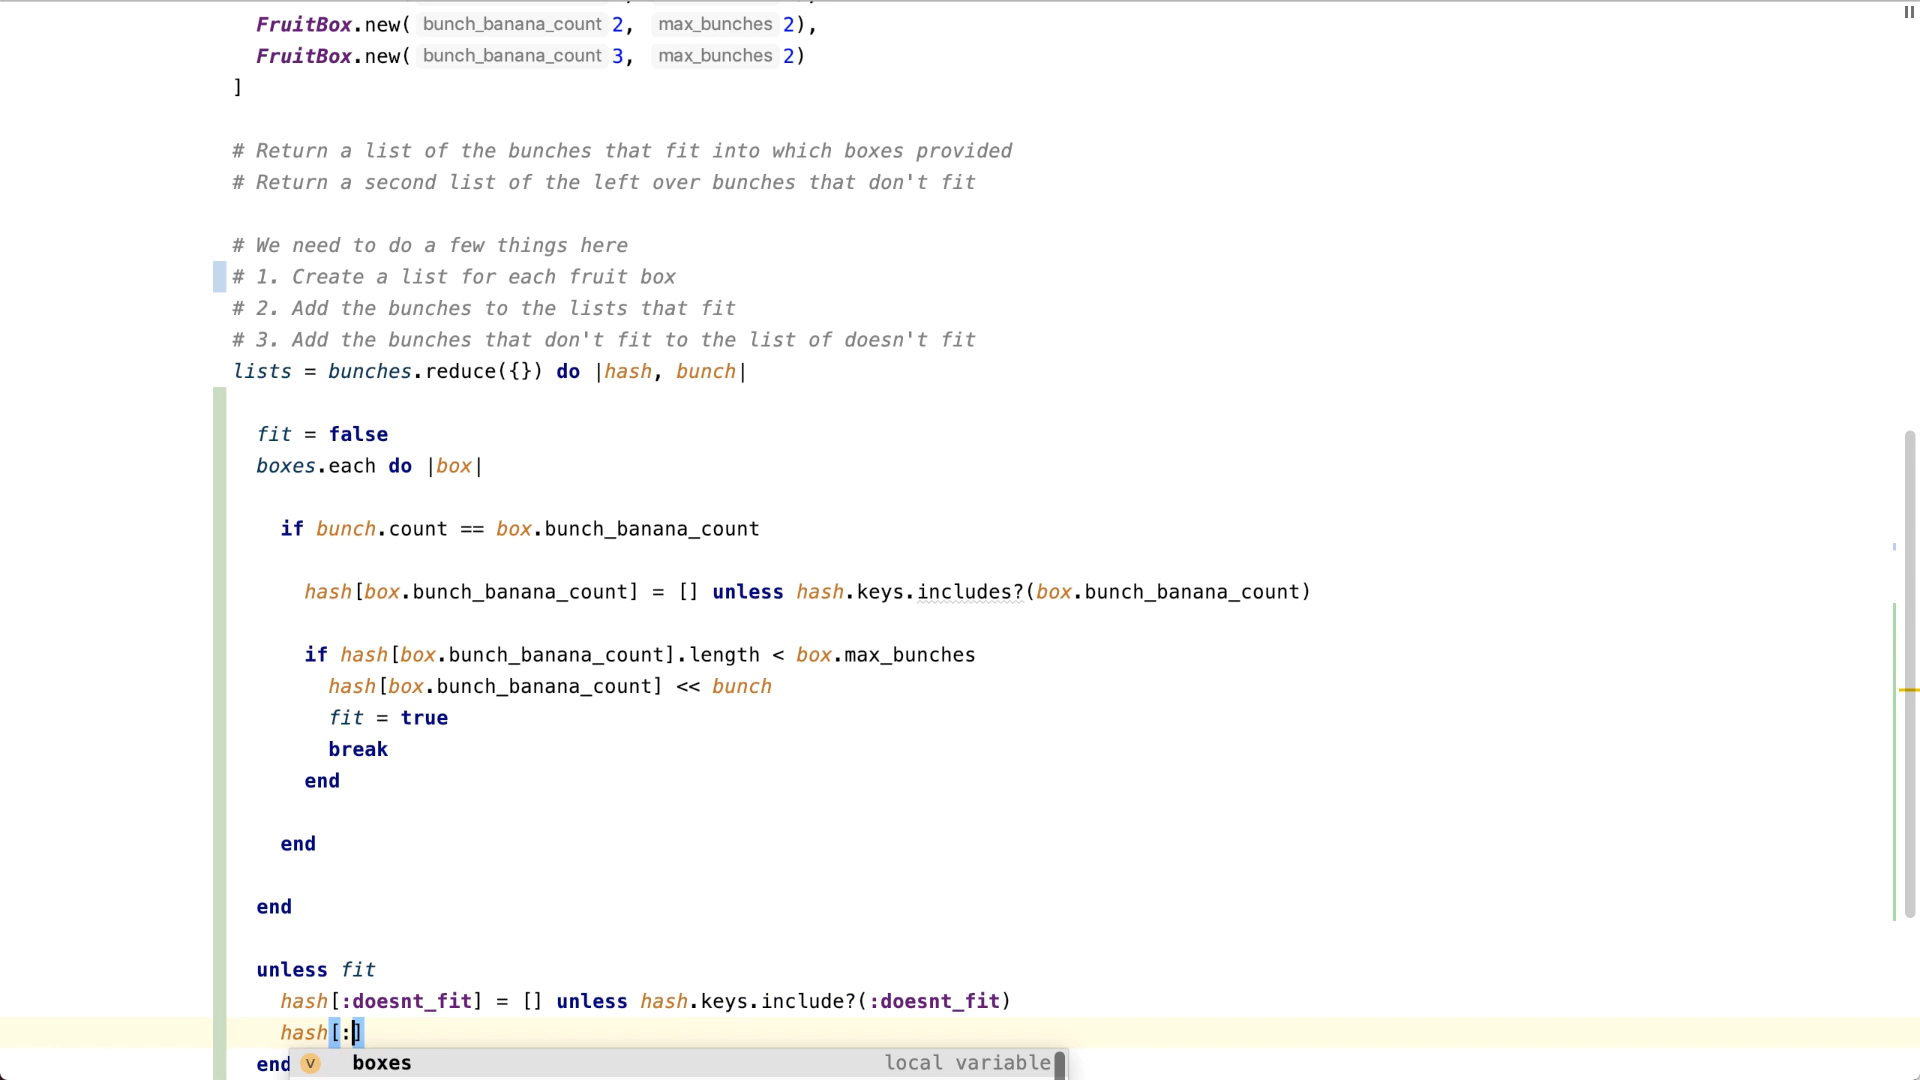 FruitBox.new( bunch_banana_count 2, max_bunches 2),
FruitBox.new( bunch_banana_count 3, max_bunches 2)
]
# Return a list of the bunches that fit into which boxes provided
# Return a second list of the left over bunches that don't fit
# We need to do a few things here
# 1. Create a list for each fruit box
# 2. Add the bunches to the lists that fit
# 3. Add the bunches that don't fit to the list of doesn't fit
lists = bunches.reduce({}) do |hash, bunch|
fit = false
boxes.each do |box|
if bunch.count == box.bunch_banana_count
hash[box.bunch_banana_count] = [] unless hash.keys.includes?(box.bunch_banana_count)
if hash[box.bunch_banana_count].length < box.max_bunches
hash[box.bunch_banana_count] << bunch
fit = true
break
end
end
end
unless fit
hash[:doesnt_fit] = [] unless hash.keys.include?(:doesnt_fit)
hash[:]
end
v boxes local variable